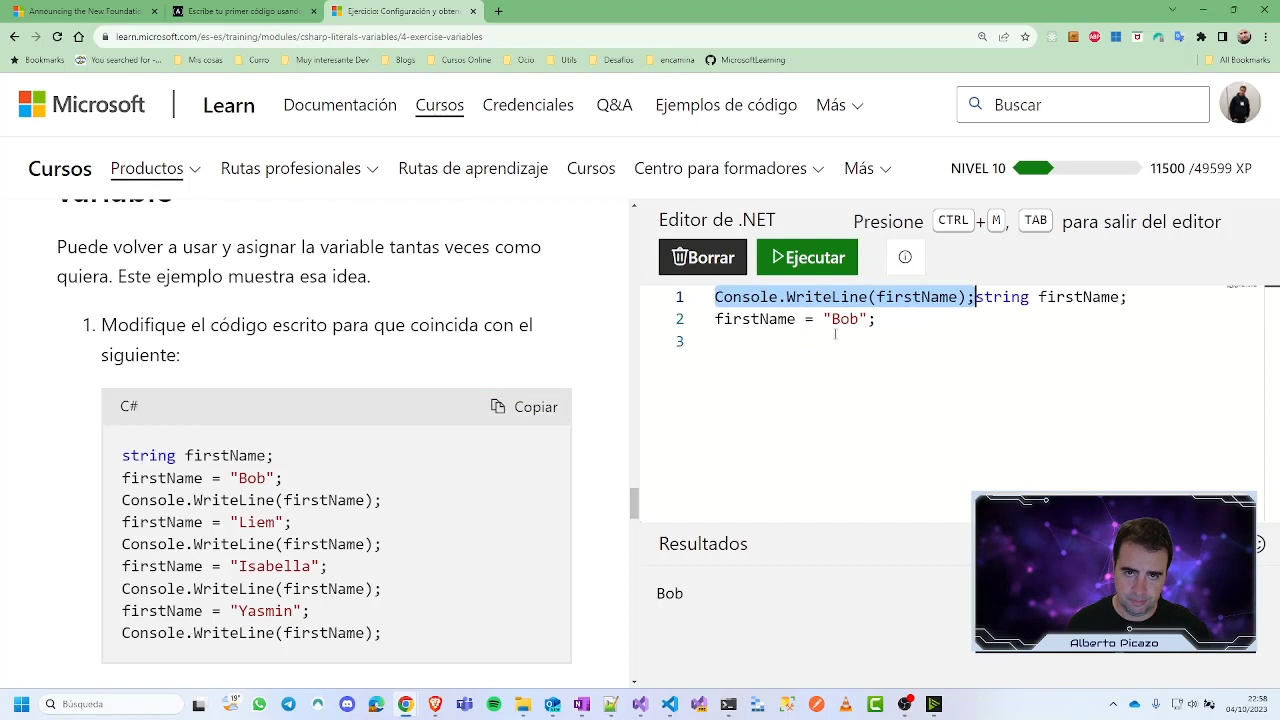 Announcing the New Foundatic
Escribe tu primer código usando
Ejercicio: Configuración y obten
learn.microsoft.com/es-es/training/modules/csharp-literals-variables/4-exercise-variables
Bookmarks
You searched for -...
Mis cosas
Curro
Muy interesante Dev
Blogs
Cursos Online
Ocio
Utils
Desafios
encamina
MicrosoftLearning
All Bookmarks
Microsoft
Learn
Documentación
Cursos
Credenciales
Q&A
Ejemplos de código
Más
Buscar
Cursos
Productos
Rutas profesionales
Rutas de aprendizaje
Cursos
Centro para formadores
Más
NIVEL 10
11500 /49599 XP
variable
Puede volver a usar y asignar la variable tantas veces como
quiera. Este ejemplo muestra esa idea.
1. Modifique el código escrito para que coincida con el
siguiente:
C#
Copiar
string firstName;
firstName = "Bob";
Console.WriteLine(firstName);
firstName = "Liem";
Console.WriteLine(firstName);
firstName = "Isabella";
Console.WriteLine(firstName);
firstName = "Yasmin";
Console.WriteLine(firstName);
Editor de .NET
Presione CTRL+M, TAB para salir del editor
Borrar
Ejecutar
1 Console.WriteLine(firstName);string firstName;
2 firstName = "Bob";
3
Resultados
Bob
Alberto Picazo
Búsqueda
19°
22:58
04/10/2023